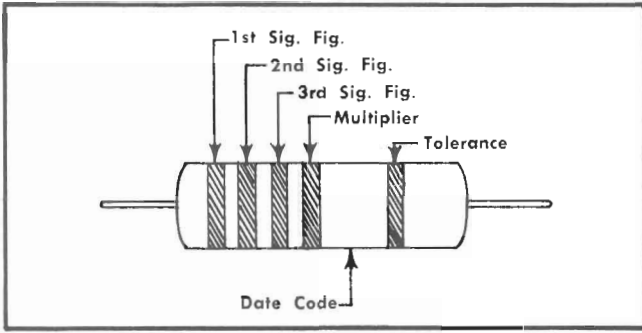 1st Sig. Fig.
2nd Sig. Fig.
3rd Sig. Fig.
Multiplier
Tolerance
Date Code